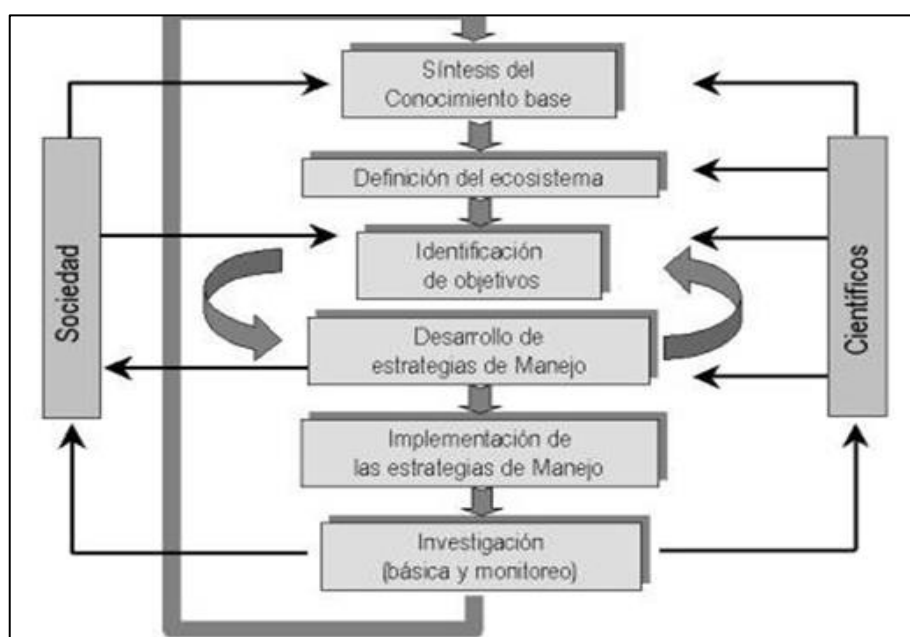 Síntesis del
Conocimiento base
Definición del ecosistema
Identificación
de objetivos
Desarrollo de
estrategias de Manejo
Implementación de
las estrategias de Manejo
Investigación
(básica y monitoreo)
Sociedad
Científicos